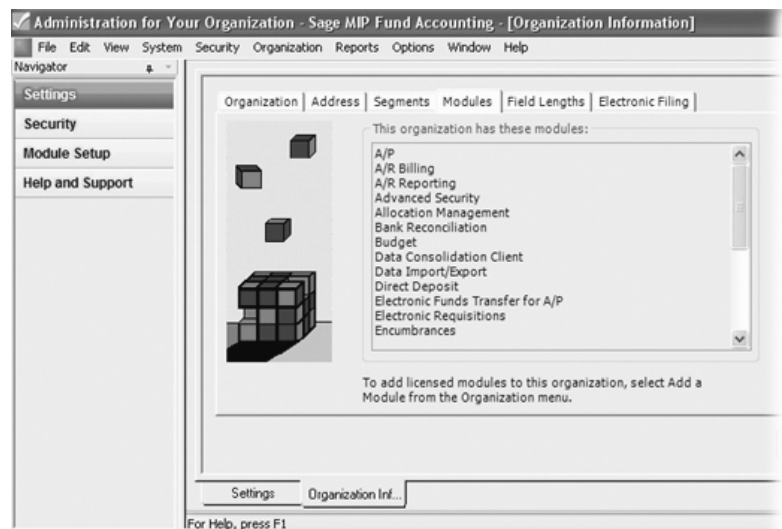 Administration for Your Organization - Sage MIP Fund Accounting - [Organization Information]
File Edit View System Security Organization Reports Options Window Help
Navigator
Settings
Security
Module Setup
Help and Support
Organization Address Segments Modules Field Lengths Electronic Filing
This organization has these modules:
A/P
A/R Billing
A/R Reporting
Advanced Security
Allocation Management
Bank Reconciliation
Budget
Data Consolidation Client
Data Import/Export
Direct Deposit
Electronic Funds Transfer for A/P
Electronic Requisitions
Encumbrances
To add licensed modules to this organization, select Add a
Module from the Organization menu.
Settings Organization Inf...
For Help, press F1